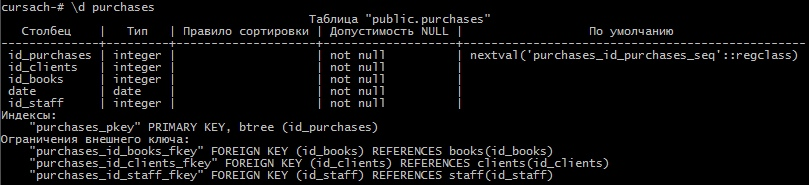 cursach-# \d purchases
Таблица "public.purchases"
Столбец | Тип | Правило сортировки | Допустимость NULL | По умолчанию
--------------+---------+--------------------+-------------------+-------------------------------------------------
id_purchases | integer | | not null | nextval('purchases_id_purchases_seq'::regclass)
id_clients | integer | | not null |
id_books | integer | | not null |
date | date | | not null |
id_staff | integer | | not null |
Индексы:
"purchases_pkey" PRIMARY KEY, btree (id_purchases)
Ограничения внешнего ключа:
"purchases_id_books_fkey" FOREIGN KEY (id_books) REFERENCES books(id_books)
"purchases_id_clients_fkey" FOREIGN KEY (id_clients) REFERENCES clients(id_clients)
"purchases_id_staff_fkey" FOREIGN KEY (id_staff) REFERENCES staff(id_staff)